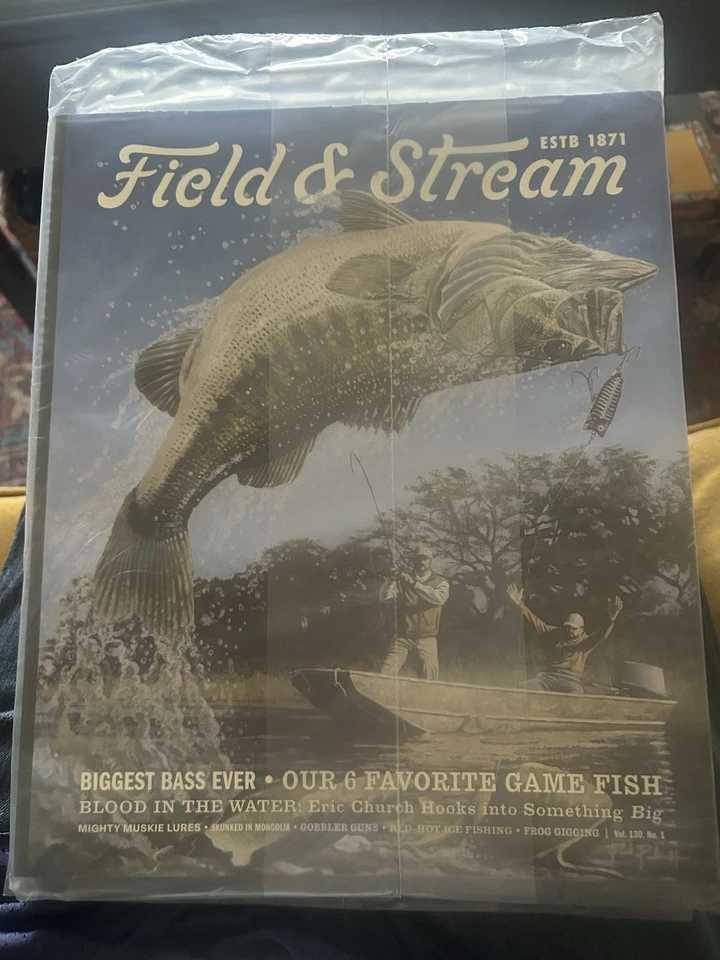 ESTB 1871
Field & Stream
BIGGEST BASS EVER • OUR 6 FAVORITE GAME FISH
BLOOD IN THE WATER: Eric Church Hooks into Something Big
MIGHTY MUSKIE LURES • SKUNKED IN MONGOLIA • GOBBLER GUNS • RED-HOT ICE FISHING • FROG GIGGING | Vol. 130, No. 1